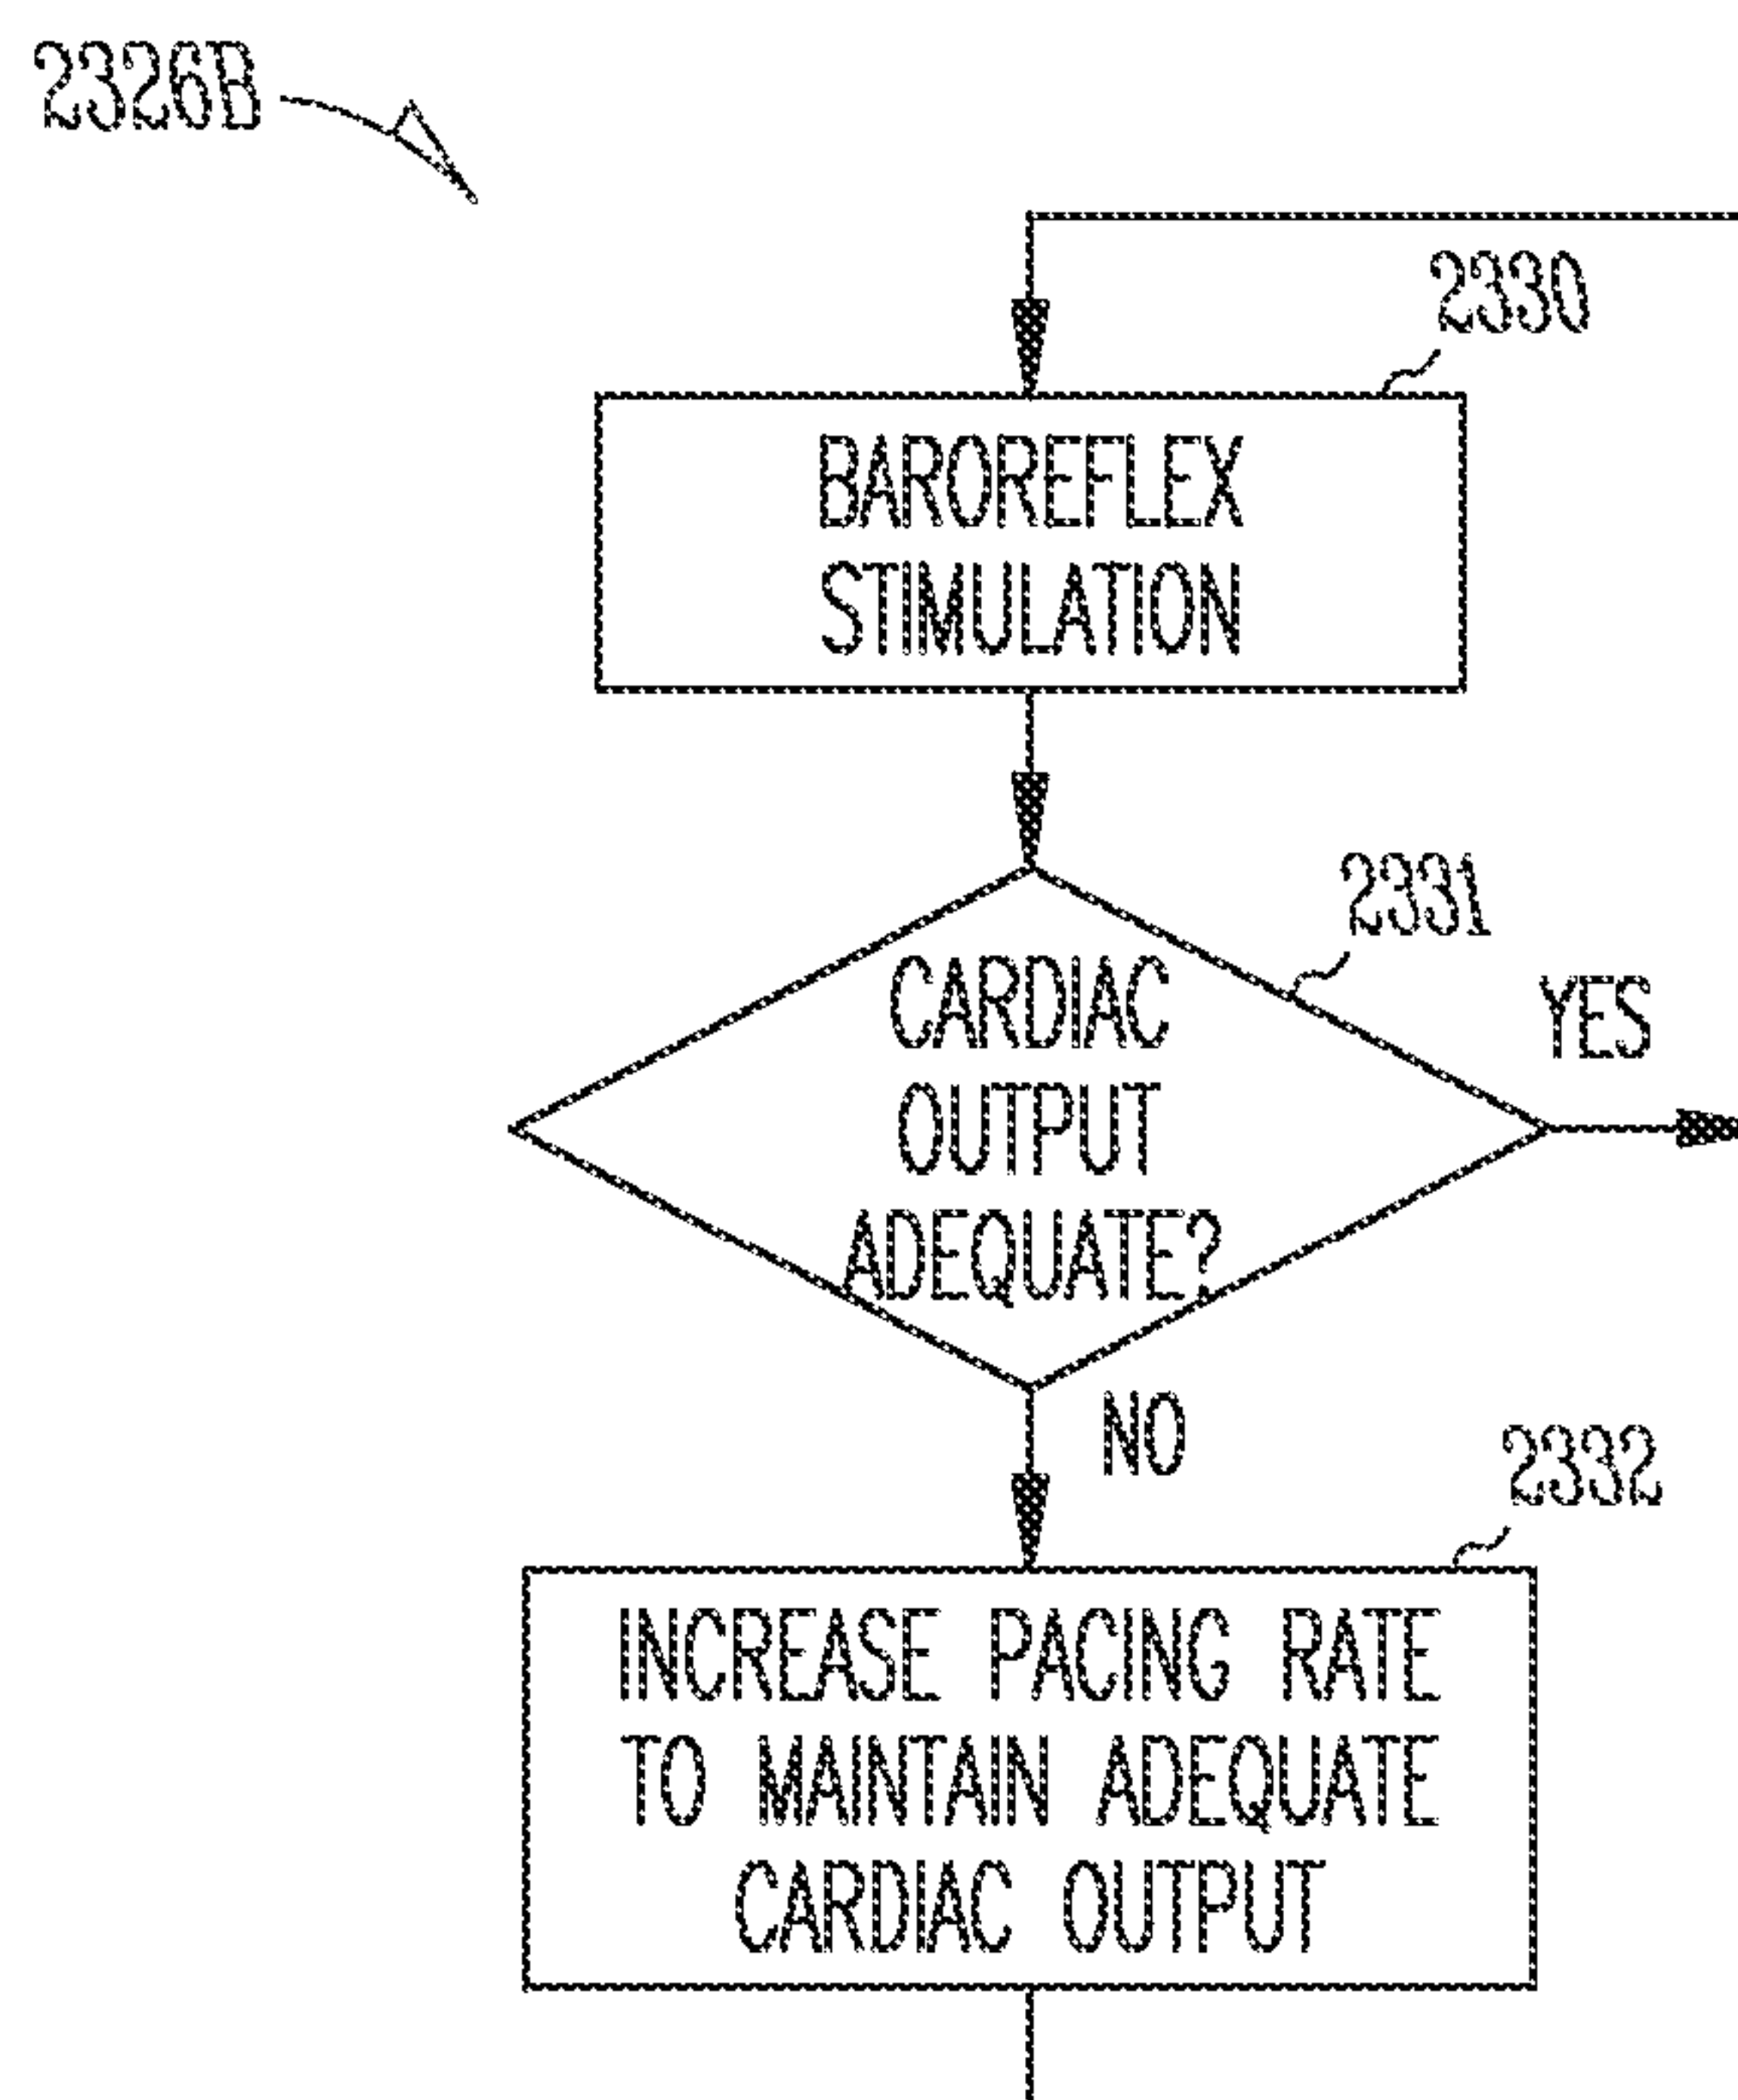 2326B
2330
BAROREFLEX
STIMULATION
2331
CARDIAC
OUTPUT
ADEQUATE?
YES
NO
2332
INCREASE PACING RATE
TO MAINTAIN ADEQUATE
CARDIAC OUTPUT